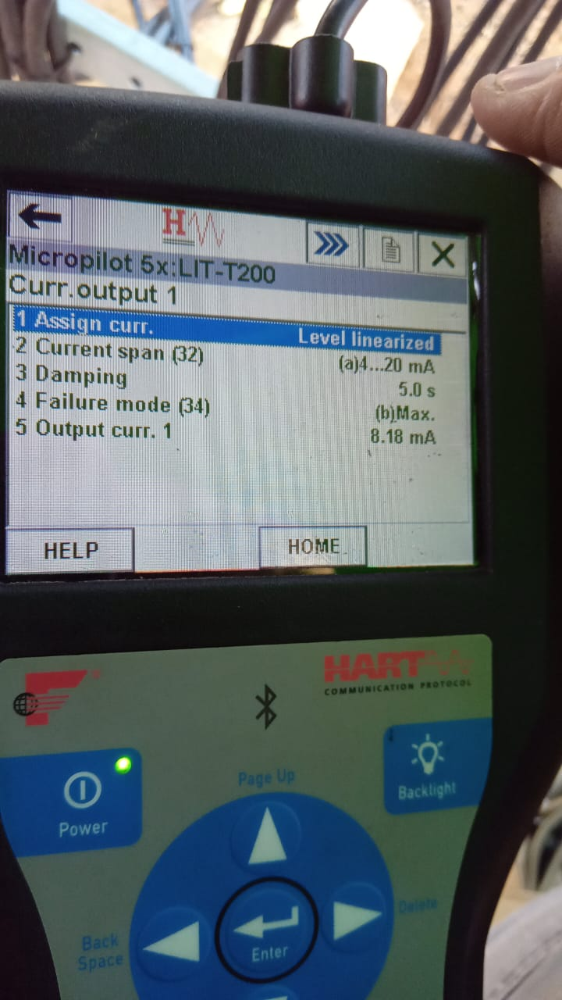 H
Micropilot 5x:LIT-T200
Curr.output 1
1 Assign curr. Level linearized
2 Current span (32) (a)4...20 mA
3 Damping 5.0 s
4 Failure mode (34) (b)Max.
5 Output curr. 1 8.18 mA
HELP HOME
F
HART
COMMUNICATION PROTOCOL
Power
Page Up
Backlight
Back Space
Enter
Delete